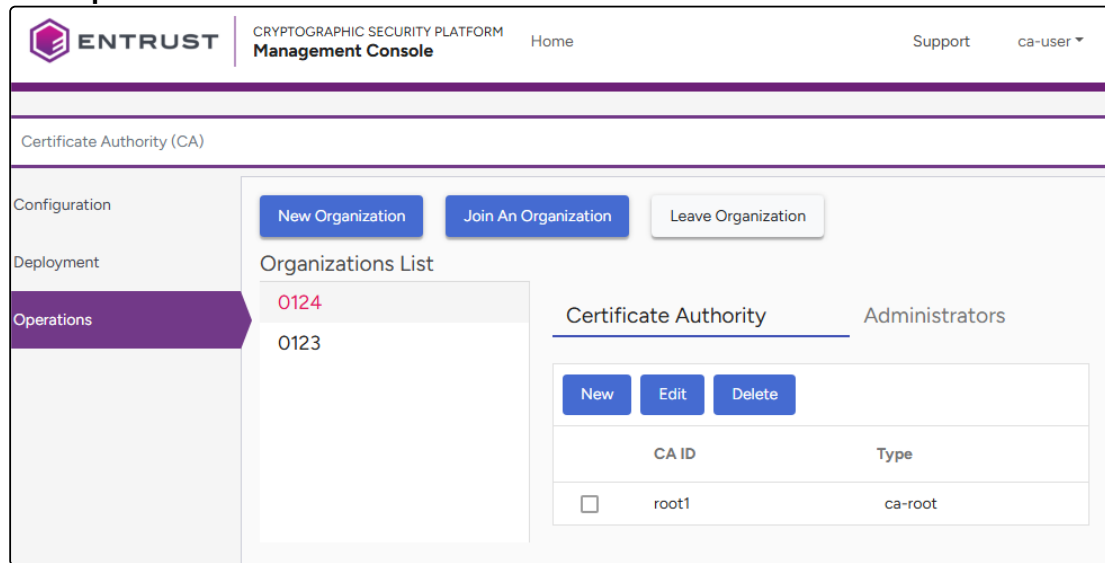 ENTRUST
CRYPTOGRAPHIC SECURITY PLATFORM
Management Console
Home
Support
ca-user
Certificate Authority (CA)
Configuration
Deployment
Operations
New Organization
Join An Organization
Leave Organization
Organizations List
0124
0123
Certificate Authority
Administrators
New
Edit
Delete
CA ID
Type
root1
ca-root